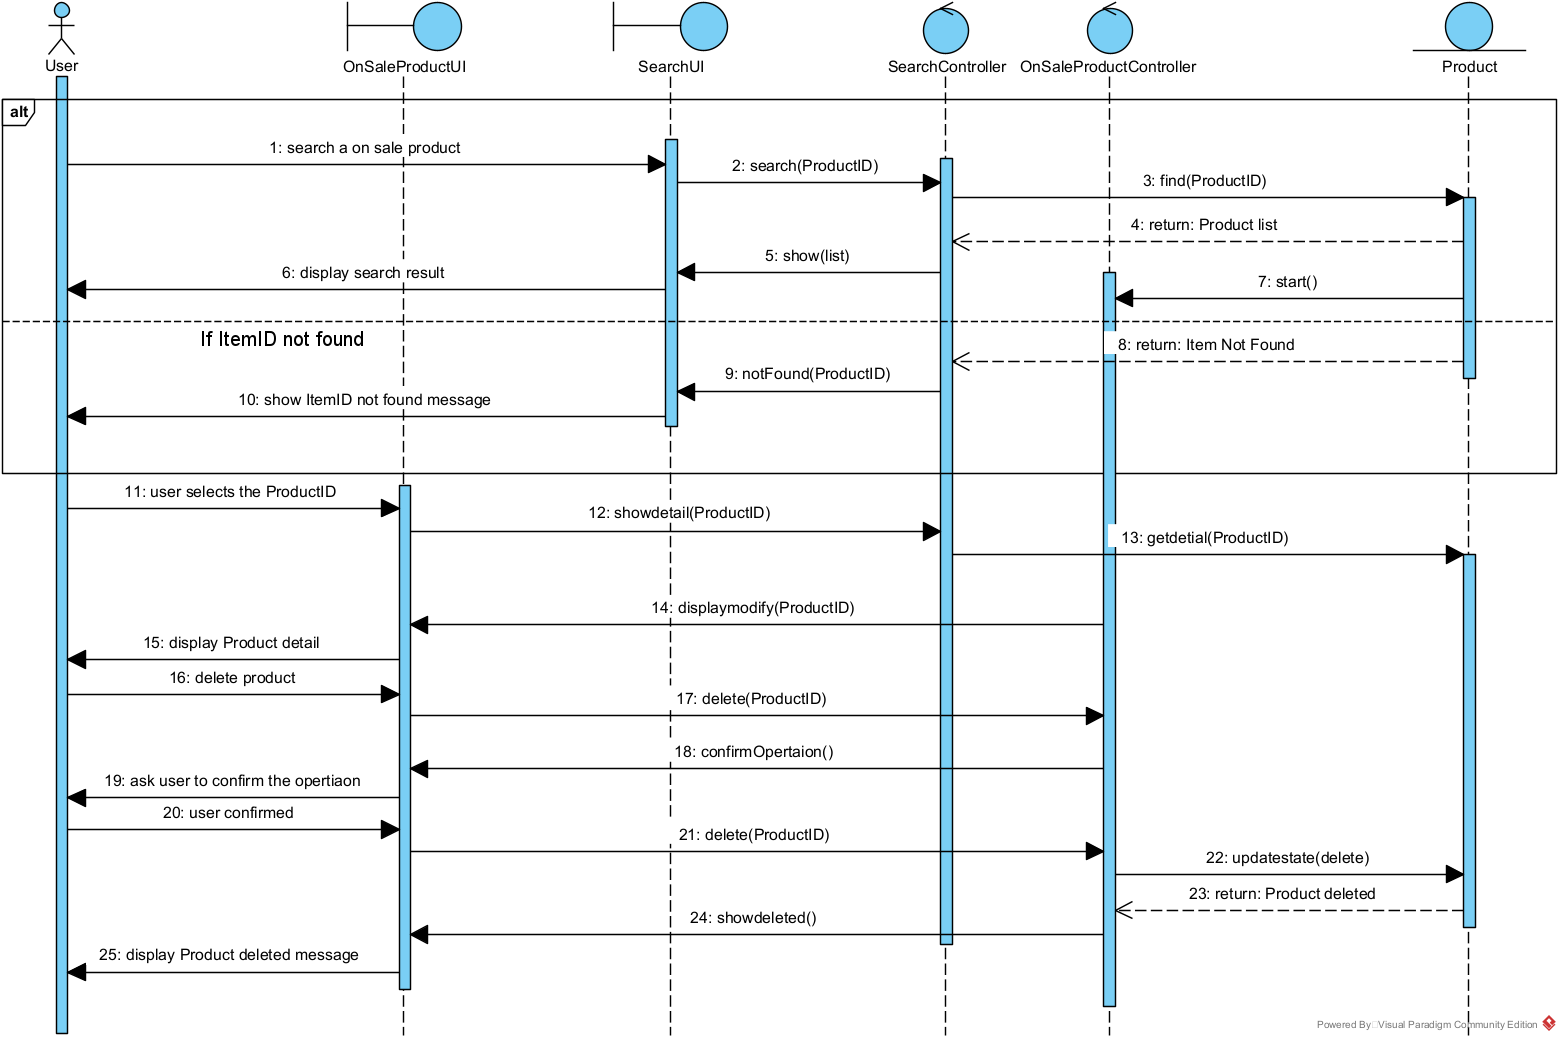 User
OnSaleProductUI
SearchUI
SearchController
OnSaleProductController
Product
alt
1: search a on sale product
2: search(ProductID)
3: find(ProductID)
4: return: Product list
5: show(list)
6: display search result
7: start()
If ItemID not found
8: return: Item Not Found
9: notFound(ProductID)
10: show ItemID not found message
11: user selects the ProductID
12: showdetail(ProductID)
13: getdetial(ProductID)
14: displaymodify(ProductID)
15: display Product detail
16: delete product
17: delete(ProductID)
18: confirmOpertaion()
19: ask user to confirm the opertiaon
20: user confirmed
21: delete(ProductID)
22: updatestate(delete)
23: return: Product deleted
24: showdeleted()
25: display Product deleted message
Powered By Visual Paradigm Community Edition